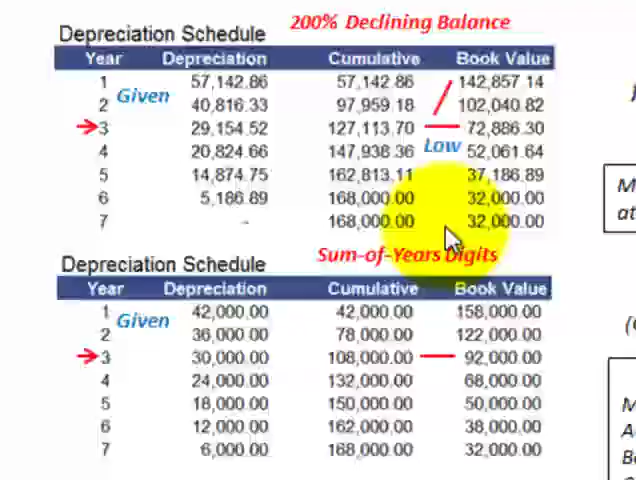 200% Declining Balance
Depreciation Schedule
Year Depreciation Cumulative Book Value
1 57,142.86 57,142.86 142,857.14
Given
2 40,816.33 97,959.18 102,040.82
3 29,154.52 127,113.70 72,886.30
Low
4 20,824.66 147,938.36 52,061.64
5 14,874.75 162,813.11 37,186.89
6 5,186.89 168,000.00 32,000.00
7 - 168,000.00 32,000.00
Sum-of-Years Digits
Depreciation Schedule
Year Depreciation Cumulative Book Value
1 42,000.00 42,000.00 158,000.00
Given
2 36,000.00 78,000.00 122,000.00
3 30,000.00 108,000.00 92,000.00
4 24,000.00 132,000.00 68,000.00
5 18,000.00 150,000.00 50,000.00
6 12,000.00 162,000.00 38,000.00
7 6,000.00 168,000.00 32,000.00